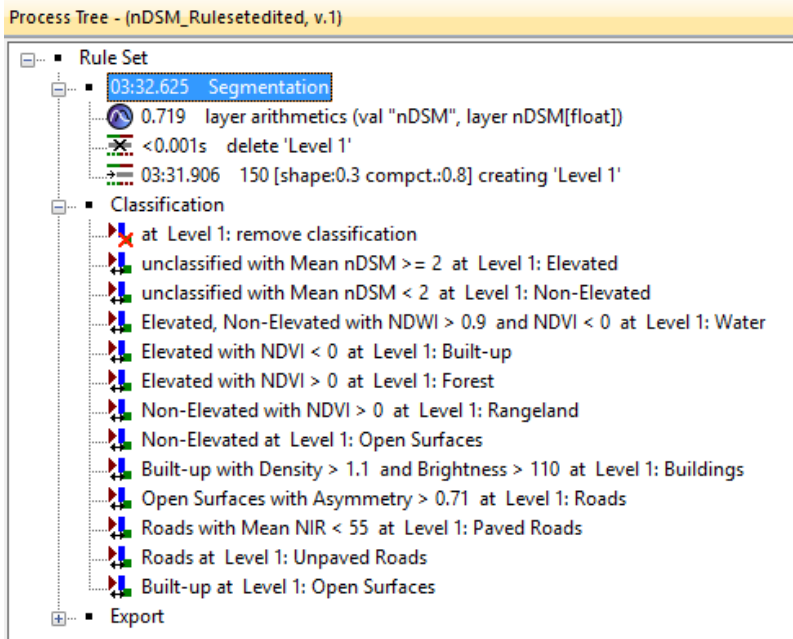 Process Tree - (nDSM_Rulesetedited, v.1)
Rule Set
03:32.625 Segmentation
0.719 layer arithmetics (val "nDSM", layer nDSM[float])
<0.001s delete 'Level 1'
03:31.906 150 [shape:0.3 compct.:0.8] creating 'Level 1'
Classification
at Level 1: remove classification
unclassified with Mean nDSM >= 2 at Level 1: Elevated
unclassified with Mean nDSM < 2 at Level 1: Non-Elevated
Elevated, Non-Elevated with NDWI > 0.9 and NDVI < 0 at Level 1: Water
Elevated with NDVI < 0 at Level 1: Built-up
Elevated with NDVI > 0 at Level 1: Forest
Non-Elevated with NDVI > 0 at Level 1: Rangeland
Non-Elevated at Level 1: Open Surfaces
Built-up with Density > 1.1 and Brightness > 110 at Level 1: Buildings
Open Surfaces with Asymmetry > 0.71 at Level 1: Roads
Roads with Mean NIR < 55 at Level 1: Paved Roads
Roads at Level 1: Unpaved Roads
Built-up at Level 1: Open Surfaces
Export